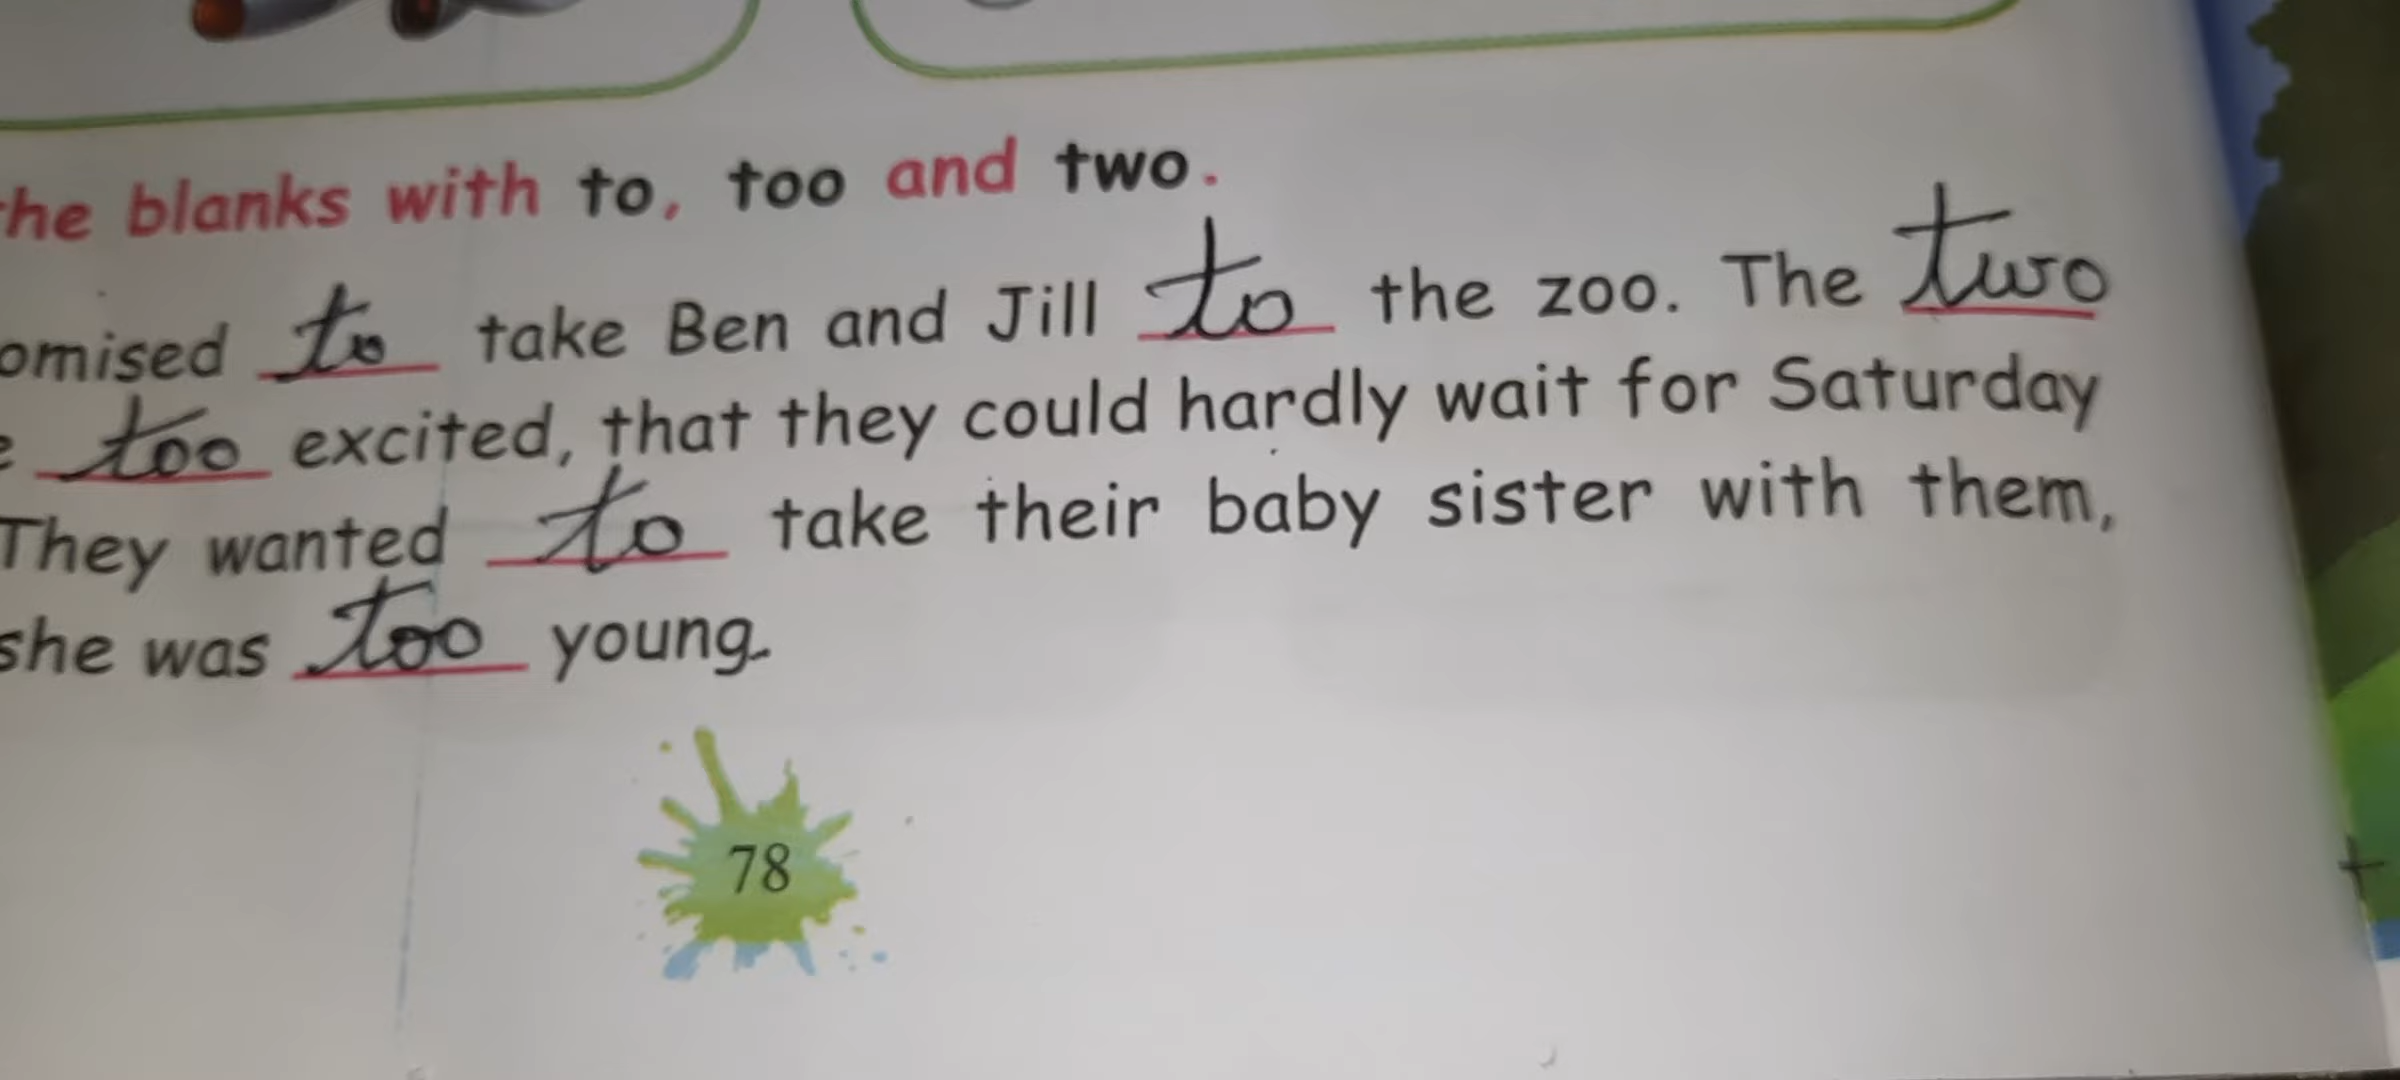 he blanks with to, too and two.
omised to take Ben and Jill to the zoo. The two
e too excited, that they could hardly wait for Saturday
They wanted to take their baby sister with them,
she was too young.
78